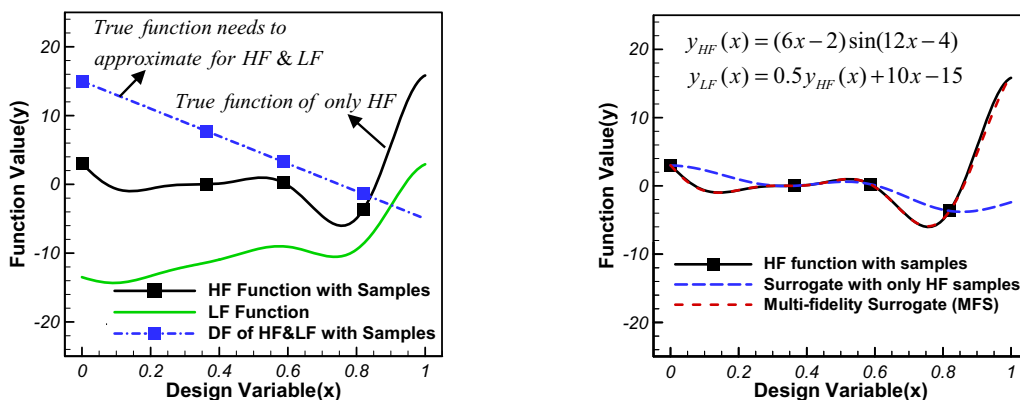 True function needs to
approximate for HF & LF
True function of only HF
Function Value(y)
20
10
0
-10
-20
HF Function with Samples
LF Function
DF of HF&LF with Samples
0 0.2 0.4 0.6 0.8 1
Design Variable(x)
y_HF(x) = (6x − 2) sin(12x − 4)
y_LF(x) = 0.5y_HF(x) + 10x − 15
Function Value(y)
20
10
0
-10
-20
HF function with samples
Surrogate with only HF samples
Multi-fidelity Surrogate (MFS)
0 0.2 0.4 0.6 0.8 1
Design Variable(x)